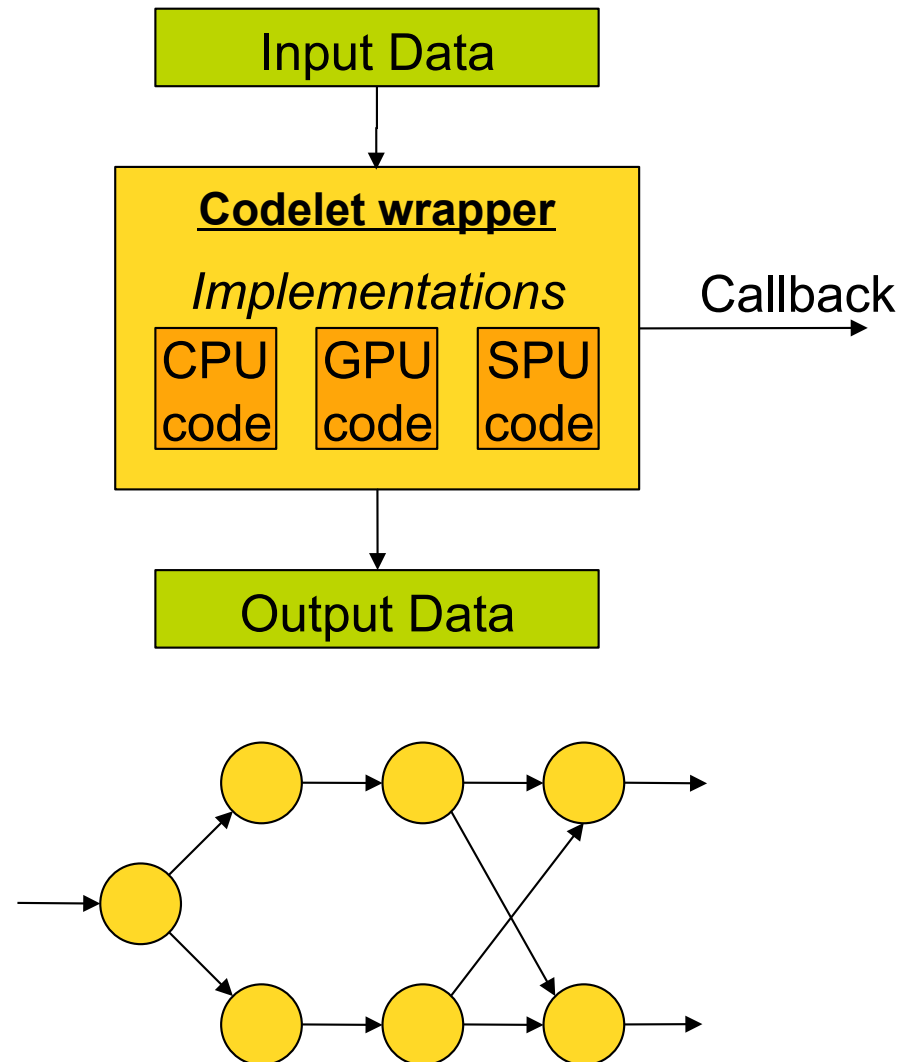 Input Data
Codelet wrapper
Implementations
Callback
CPU GPU SPU
code code code
Output Data